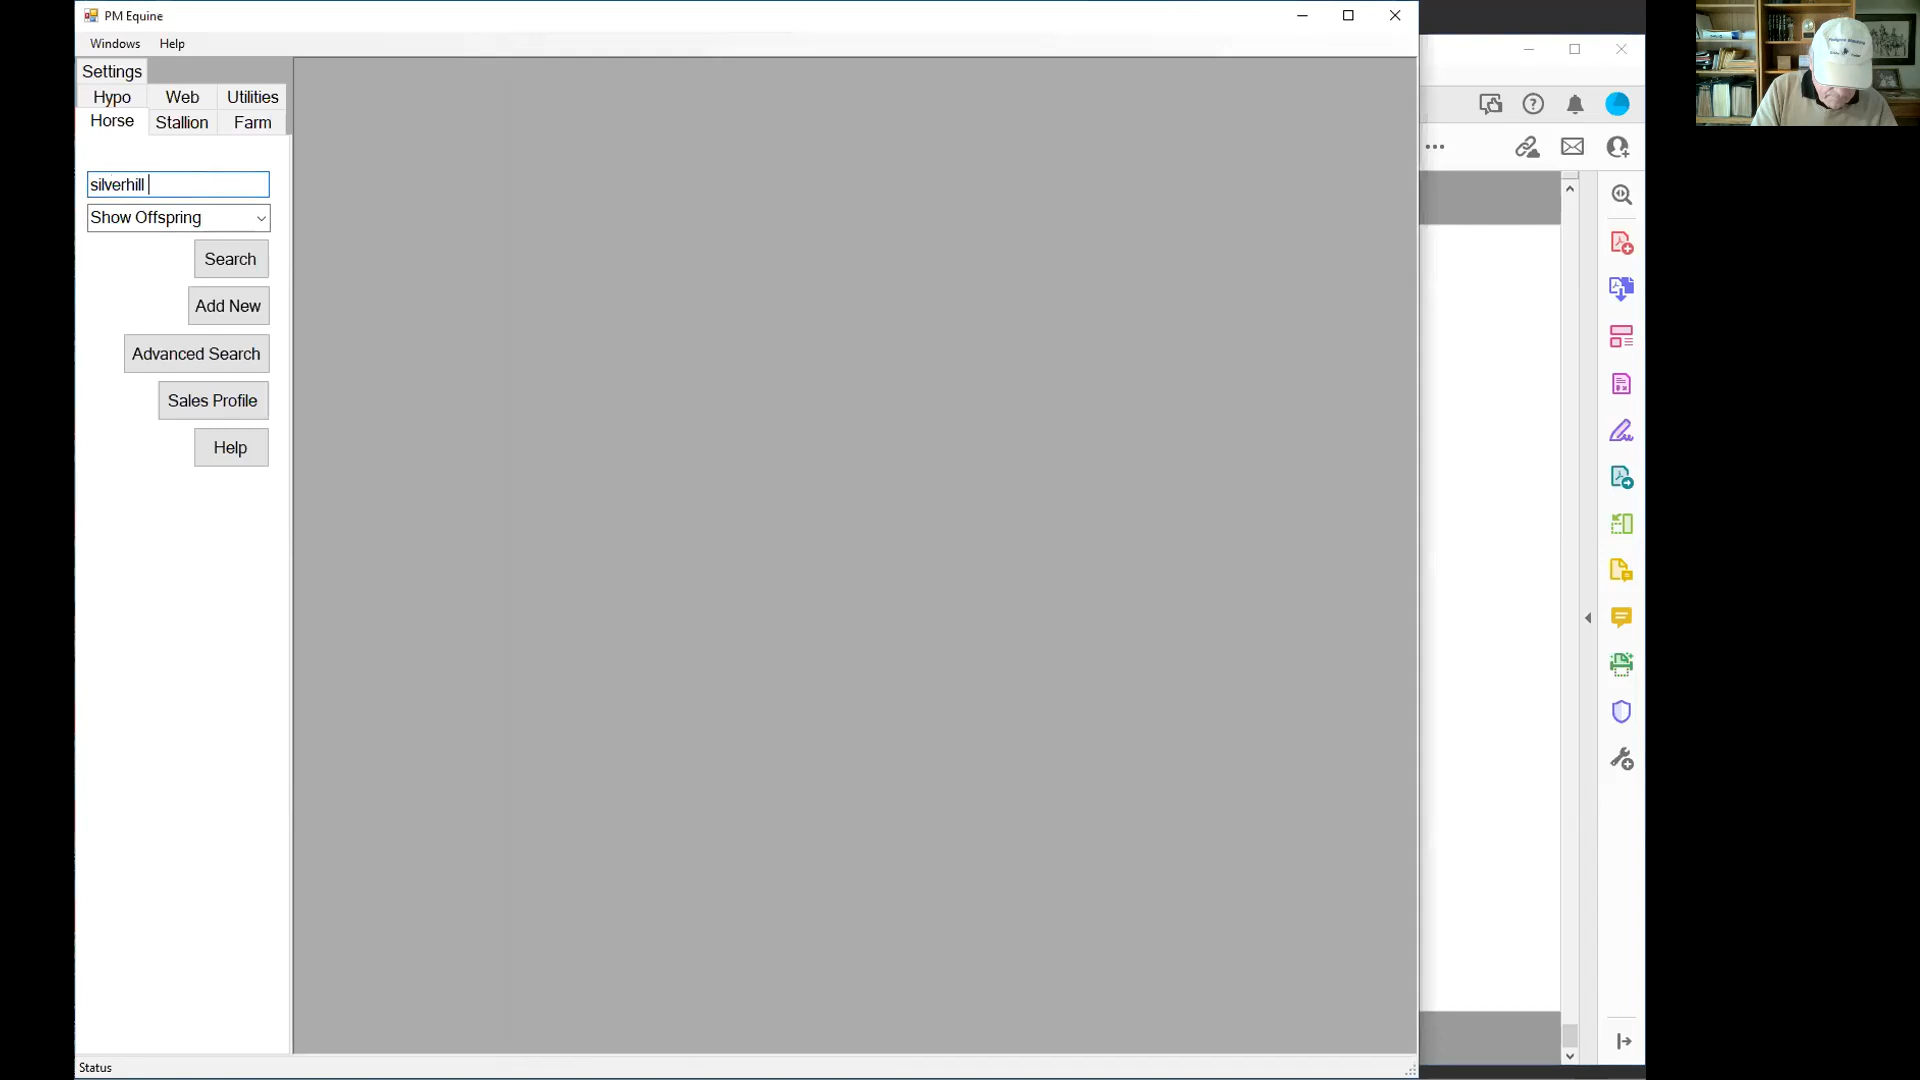 PM Equine
Windows Help
Settings
Hypo Web Utilities
Horse Stallion Farm
silverhill
Show Offspring
Search
Add New
Advanced Search
Sales Profile
Help
Status